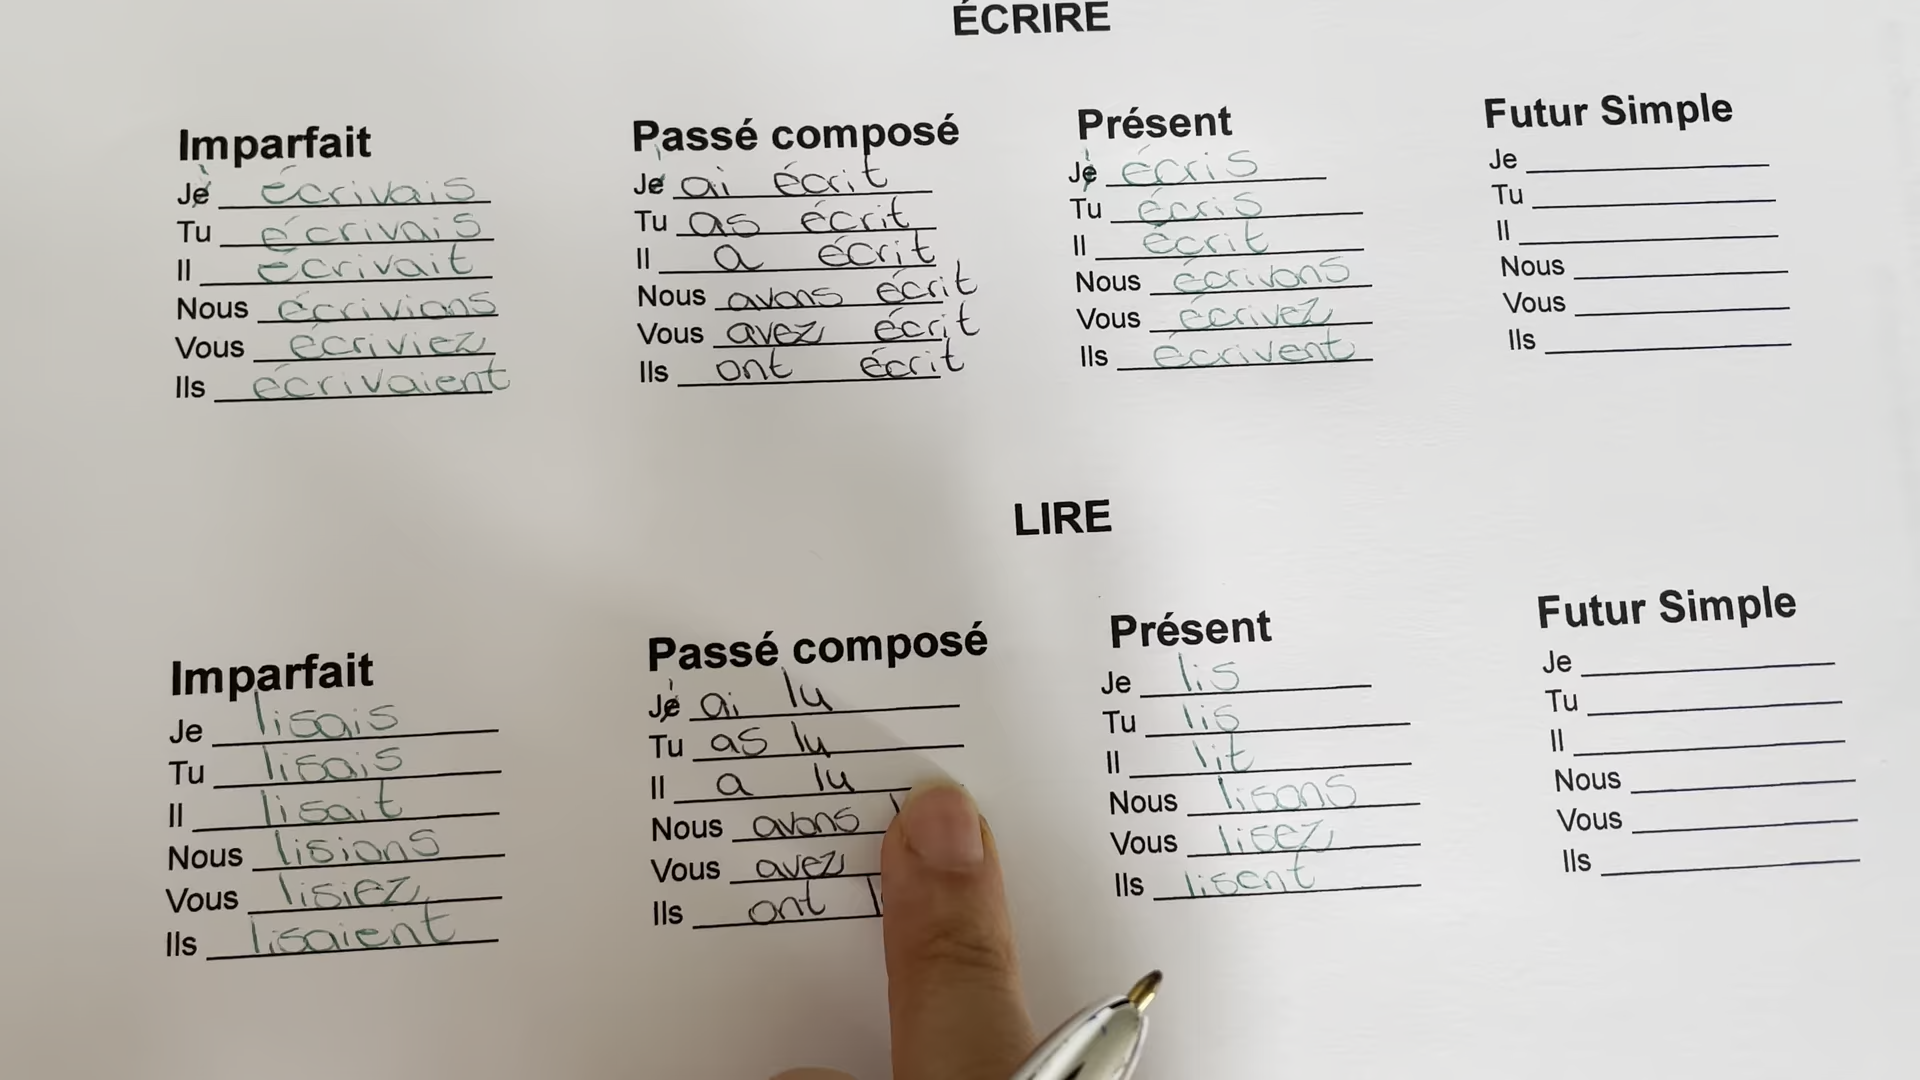 ÉCRIRE
Imparfait
J' écrivais
Tu écrivais
Il écrivait
Nous écrivions
Vous écriviez
Ils écrivaient
Passé composé
J' ai écrit
Tu as écrit
Il a écrit
Nous avons écrit
Vous avez écrit
Ils ont écrit
Présent
J' écris
Tu écris
Il écrit
Nous écrivons
Vous écrivez
Ils écrivent
Futur Simple
Je
Tu
Il
Nous
Vous
Ils
LIRE
Imparfait
Je lisais
Tu lisais
Il lisait
Nous lisions
Vous lisiez
Ils lisaient
Passé composé
J' ai lu
Tu as lu
Il a lu
Nous avons
Vous avez
Ils ont
Présent
Je lis
Tu lis
Il lit
Nous lisons
Vous lisez
Ils lisent
Futur Simple
Je
Tu
Il
Nous
Vous
Ils